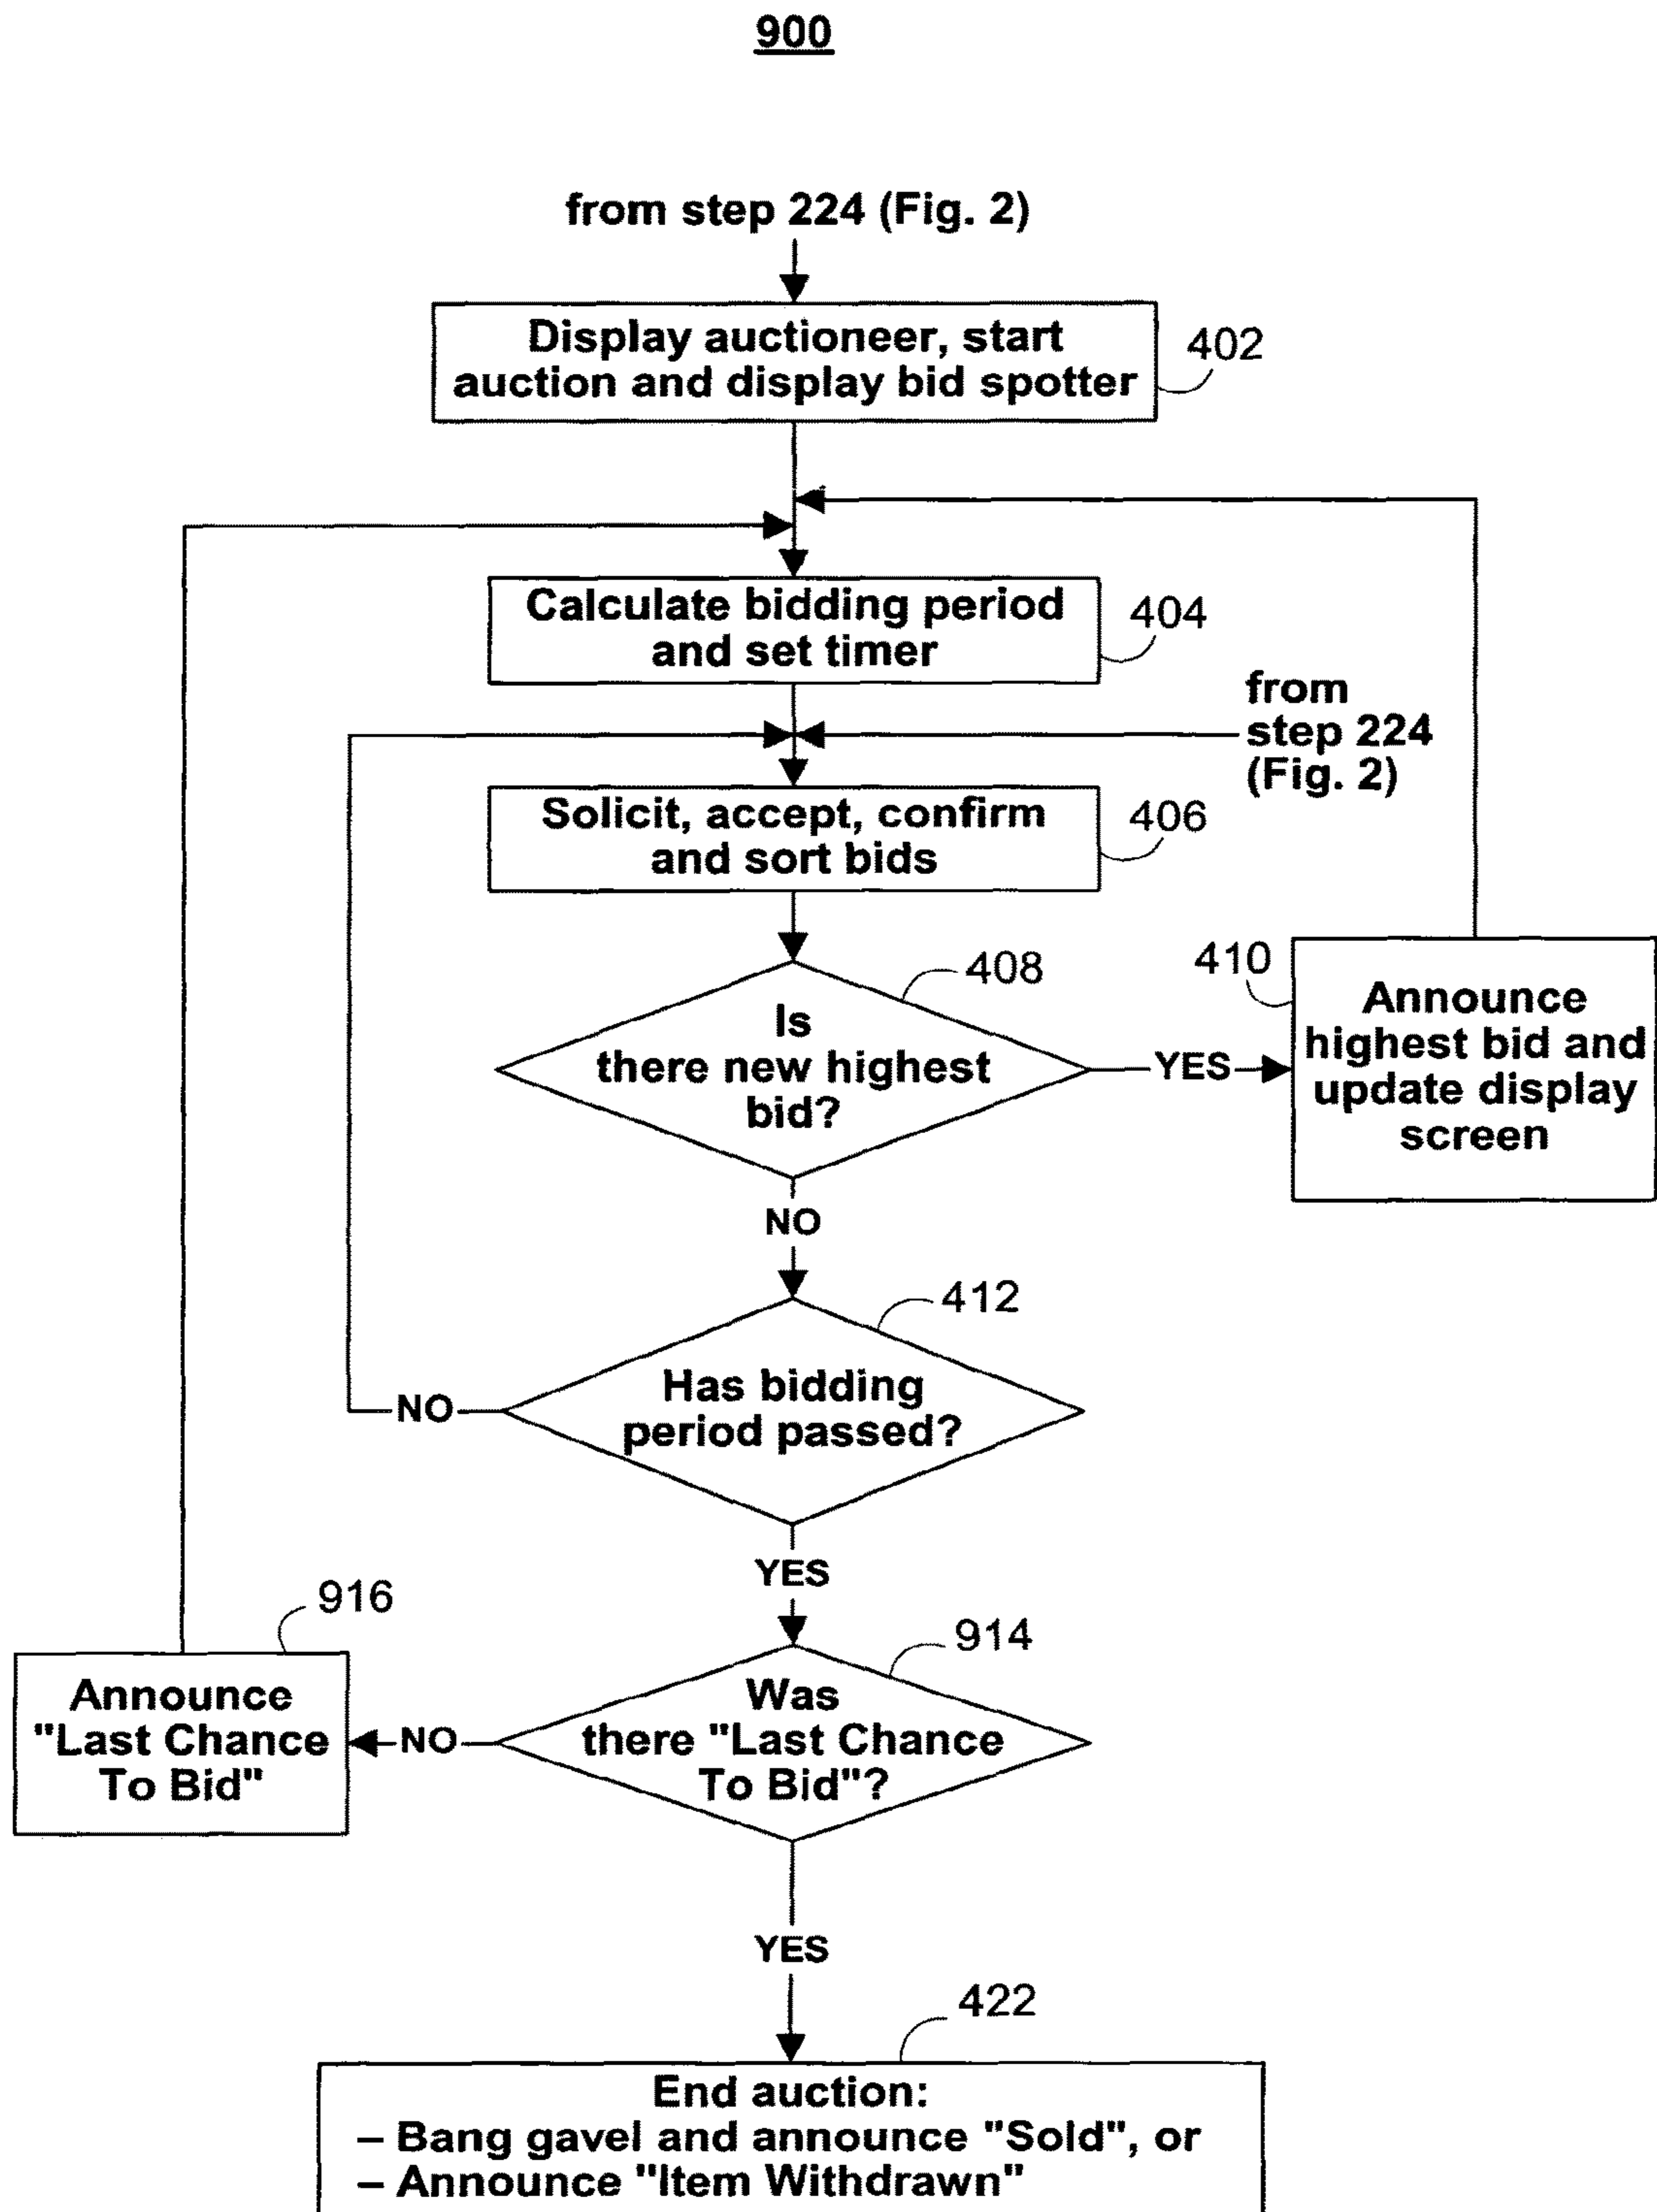 900
from step 224 (Fig. 2)
Display auctioneer, start
auction and display bid spotter
402
Calculate bidding period
and set timer
404
from
step 224
(Fig. 2)
Solicit, accept, confirm
and sort bids
406
408
Is
there new highest
bid?
YES
410
Announce
highest bid and
update display
screen
NO
412
Has bidding
period passed?
NO
YES
916
914
Announce
"Last Chance
To Bid"
NO
Was
there "Last Chance
To Bid"?
YES
422
End auction:
– Bang gavel and announce "Sold", or
– Announce "Item Withdrawn"